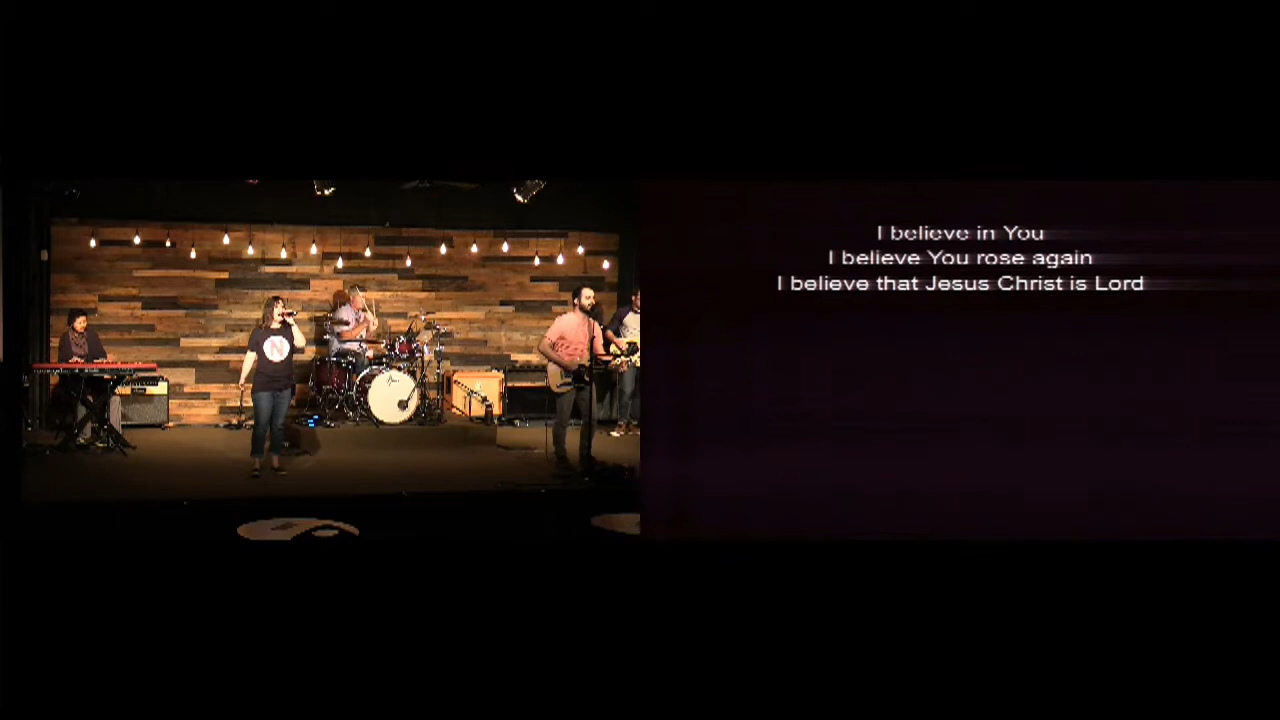 N
I believe in You
I believe You rose again
I believe that Jesus Christ is Lord